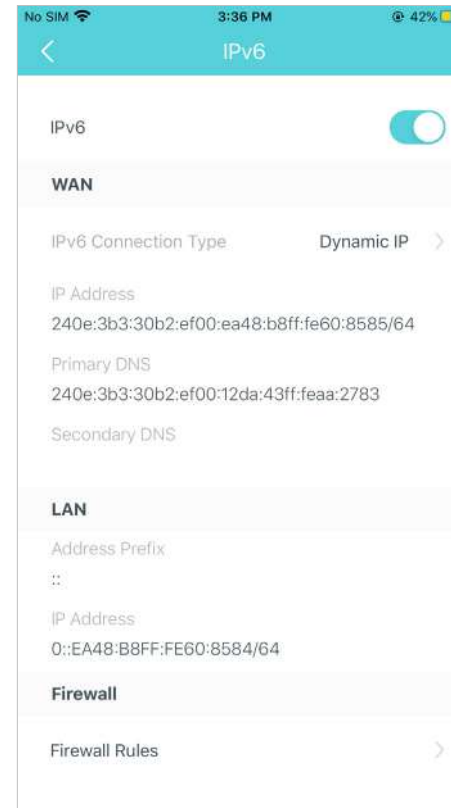 No SIM 3:36 PM 42%
IPv6
IPv6
WAN
IPv6 Connection Type Dynamic IP
IP Address
240e:3b3:30b2:ef00:ea48:b8ff:fe60:8585/64
Primary DNS
240e:3b3:30b2:ef00:12da:43ff:feaa:2783
Secondary DNS
LAN
Address Prefix
::
IP Address
0::EA48:B8FF:FE60:8584/64
Firewall
Firewall Rules